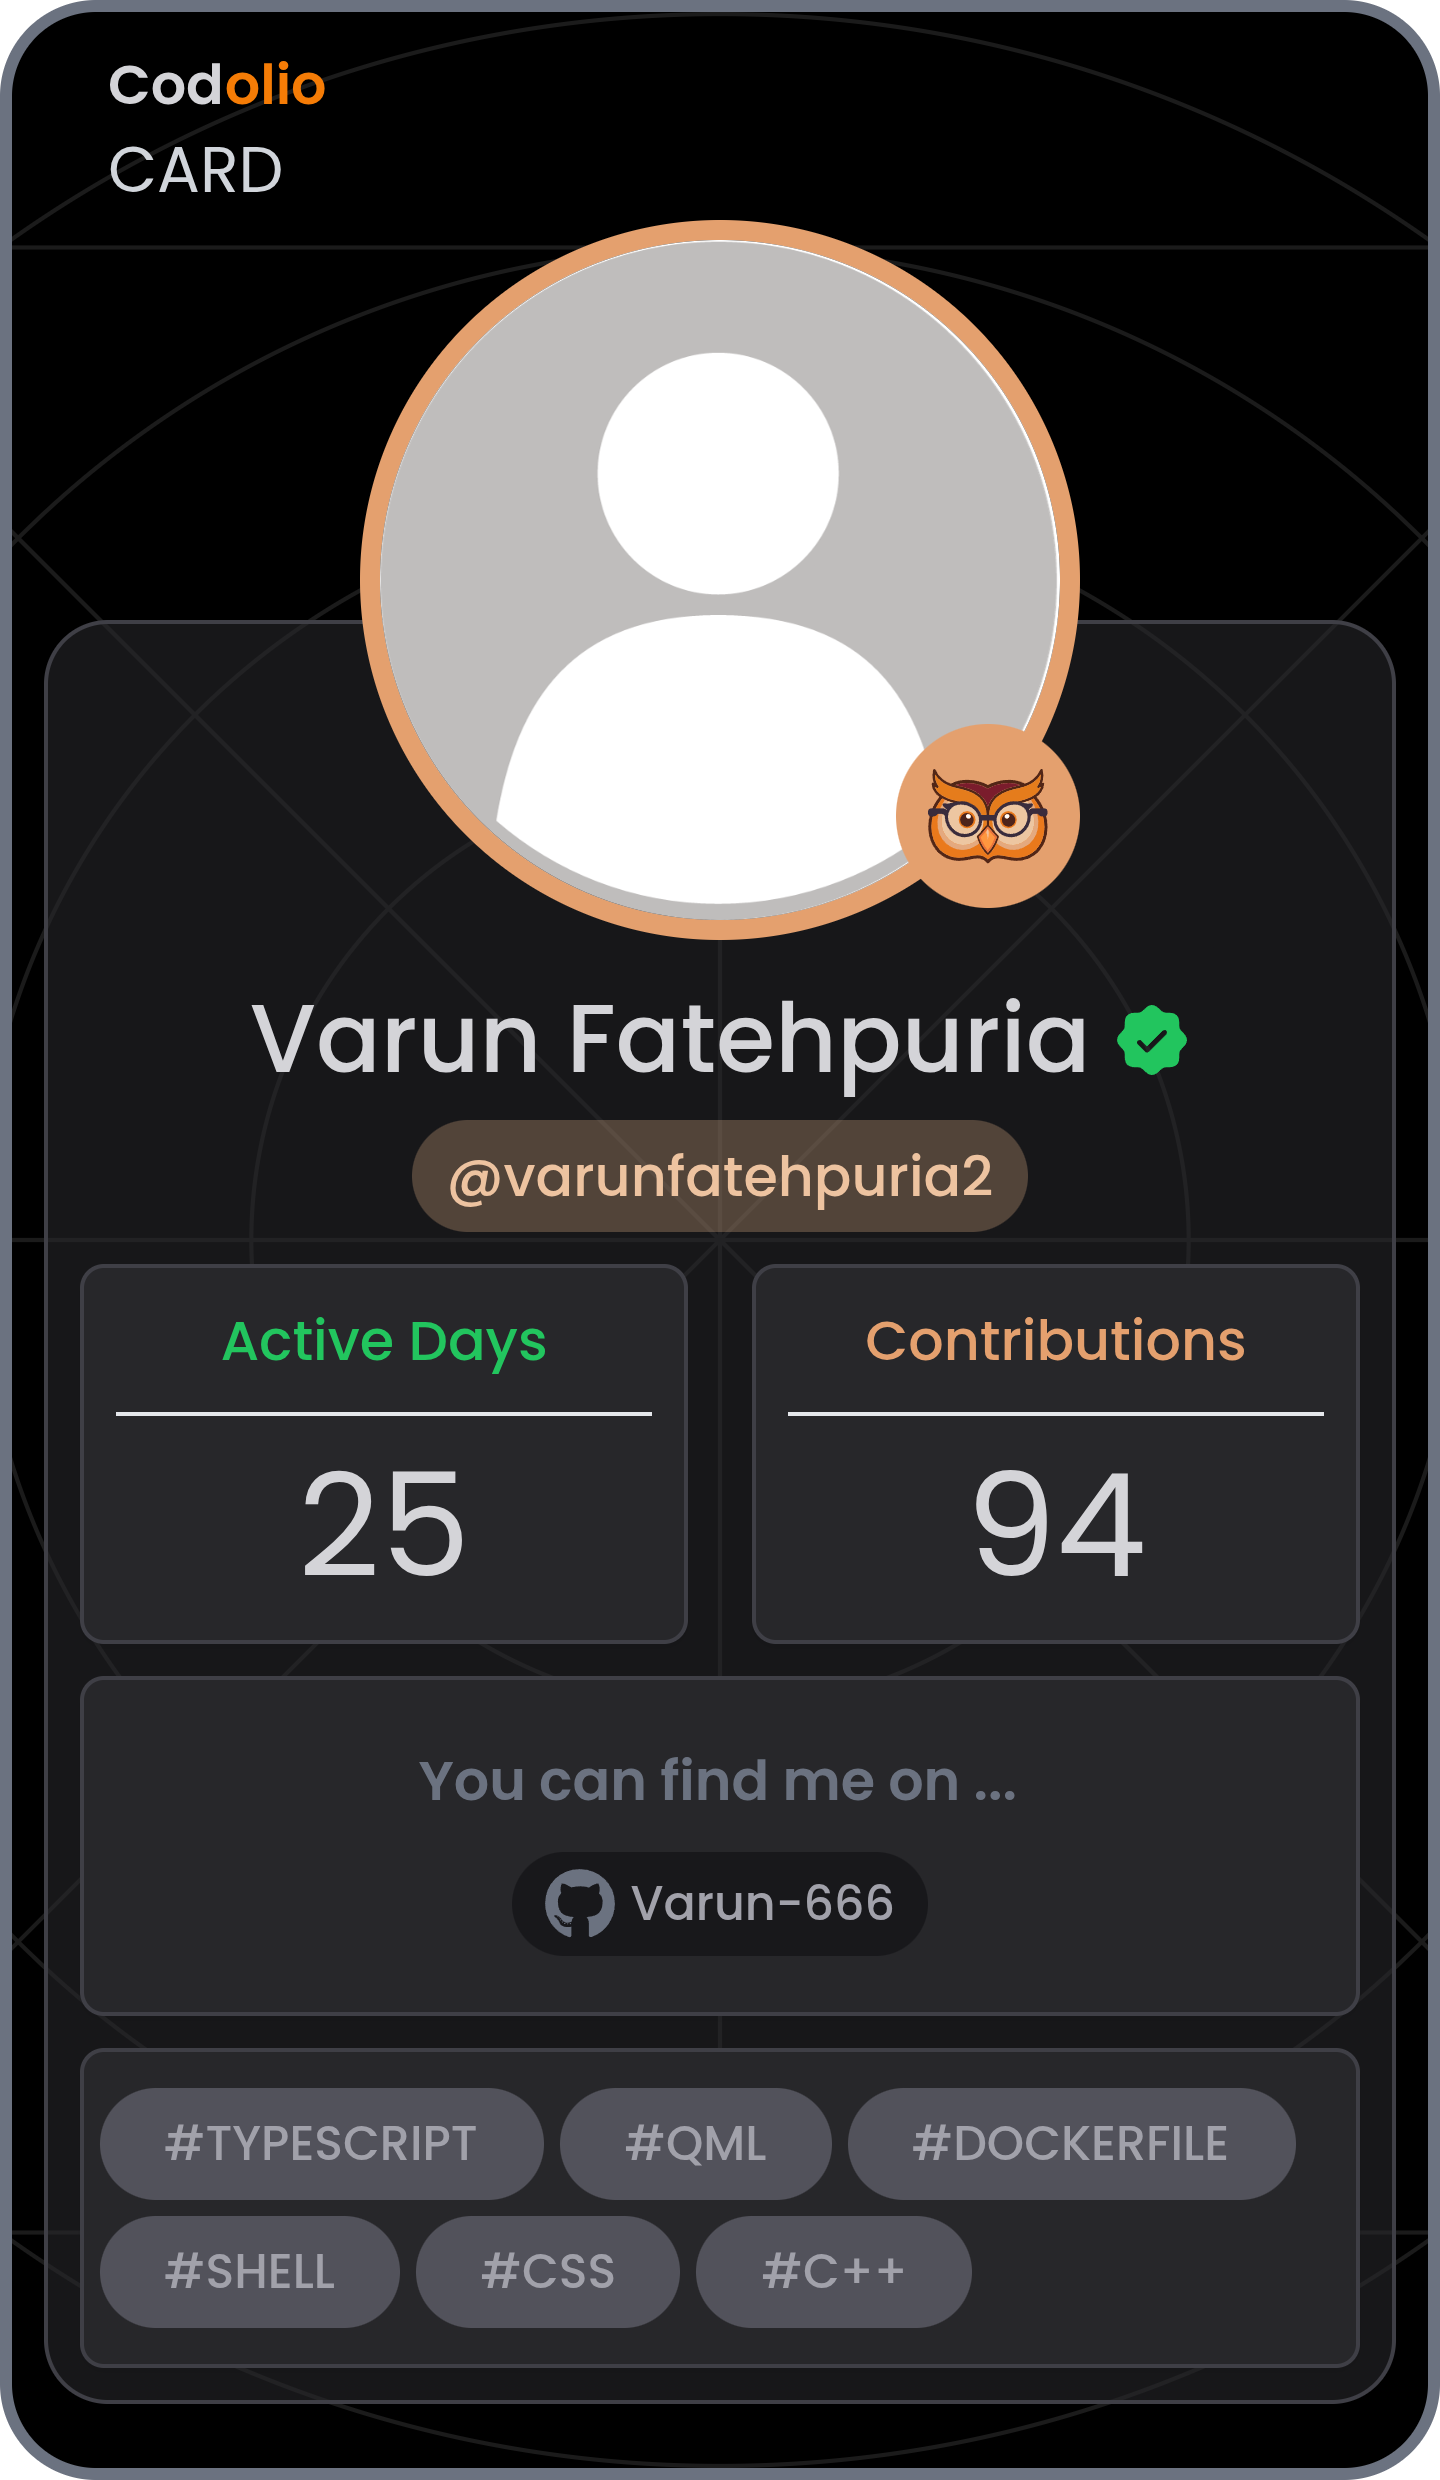 Codolio
CARD
Varun Fatehpuria
@varunfatehpuria2
Active Days
25
Contributions
94
You can find me on ...
Varun-666
#TYPESCRIPT #QML #DOCKERFILE
#SHELL #CSS #C++